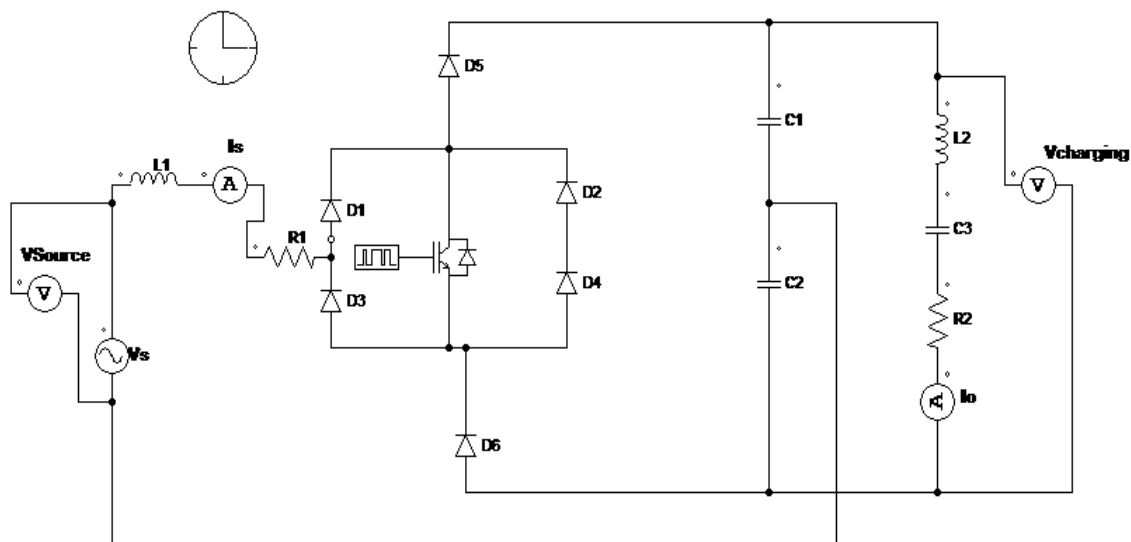 D5
C1
L2
Vcharging
V
Is
L1
A
D1
D2
C3
R1
VSource
V
D3
D4
C2
R2
Vs
A
Io
D6